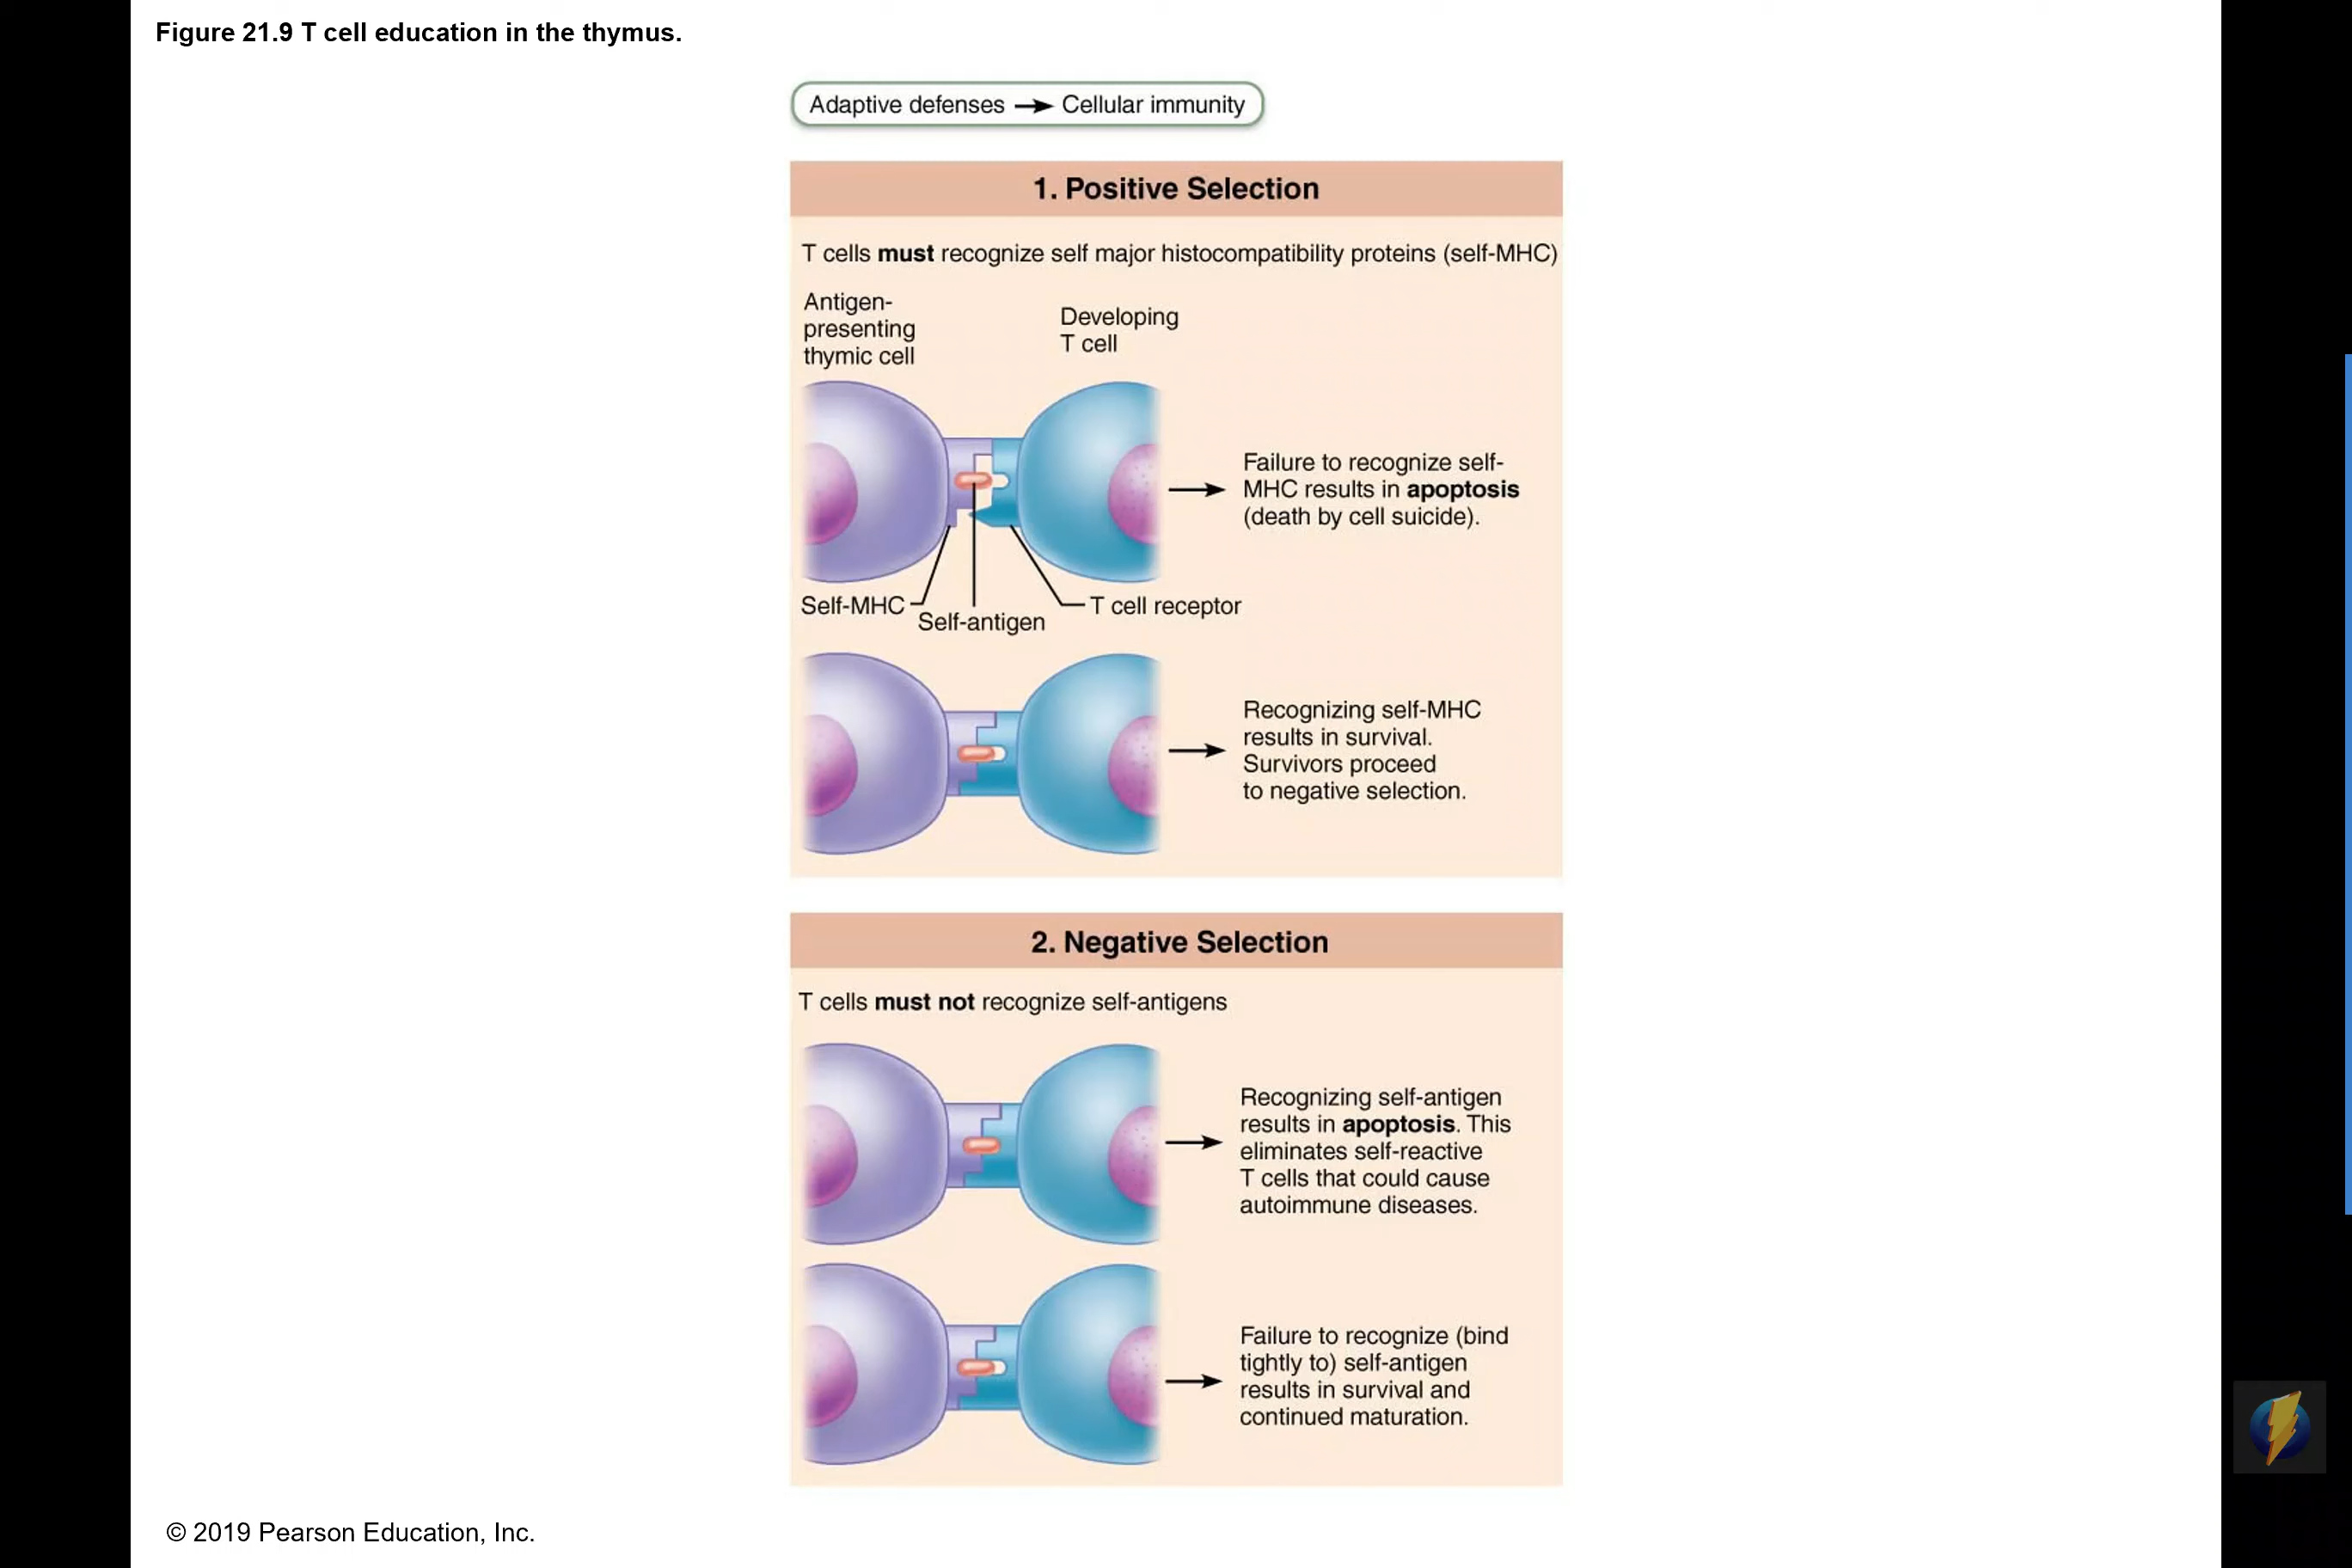 Figure 21.9 T cell education in the thymus.
Adaptive defenses → Cellular immunity
1. Positive Selection
T cells must recognize self major histocompatibility proteins (self-MHC)
Antigen-
presenting
thymic cell
Developing
T cell
Failure to recognize self-
MHC results in apoptosis
(death by cell suicide).
Self-MHC
Self-antigen
T cell receptor
Recognizing self-MHC
results in survival.
Survivors proceed
to negative selection.
2. Negative Selection
T cells must not recognize self-antigens
Recognizing self-antigen
results in apoptosis. This
eliminates self-reactive
T cells that could cause
autoimmune diseases.
Failure to recognize (bind
tightly to) self-antigen
results in survival and
continued maturation.
© 2019 Pearson Education, Inc.